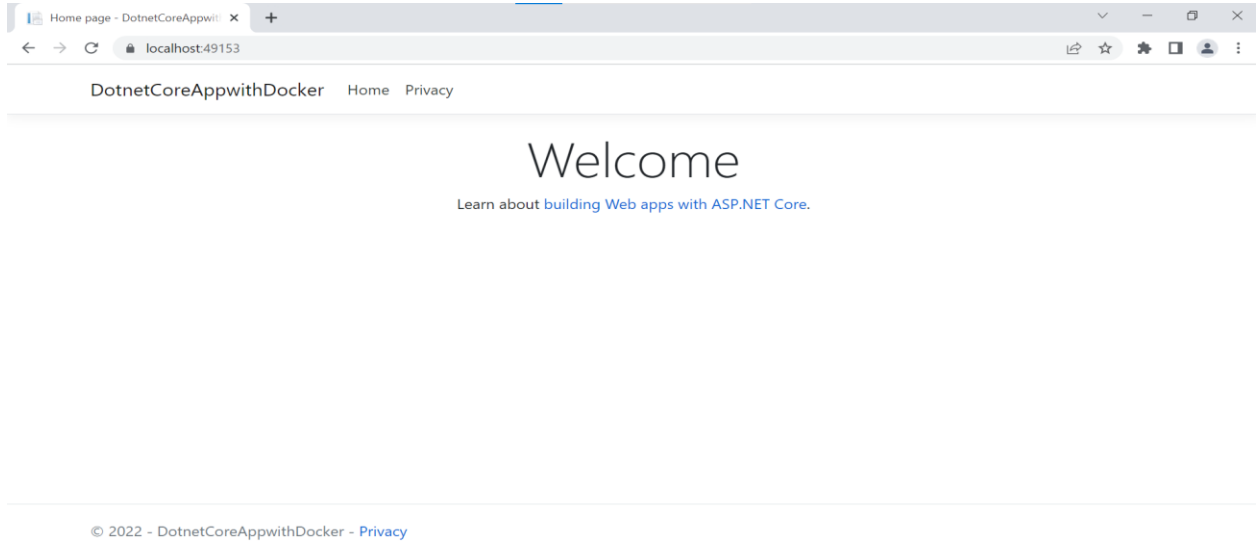 Home page - DotnetCoreAppwit
localhost:49153
DotnetCoreAppwithDocker Home Privacy
Welcome
Learn about building Web apps with ASP.NET Core.
© 2022 - DotnetCoreAppwithDocker - Privacy